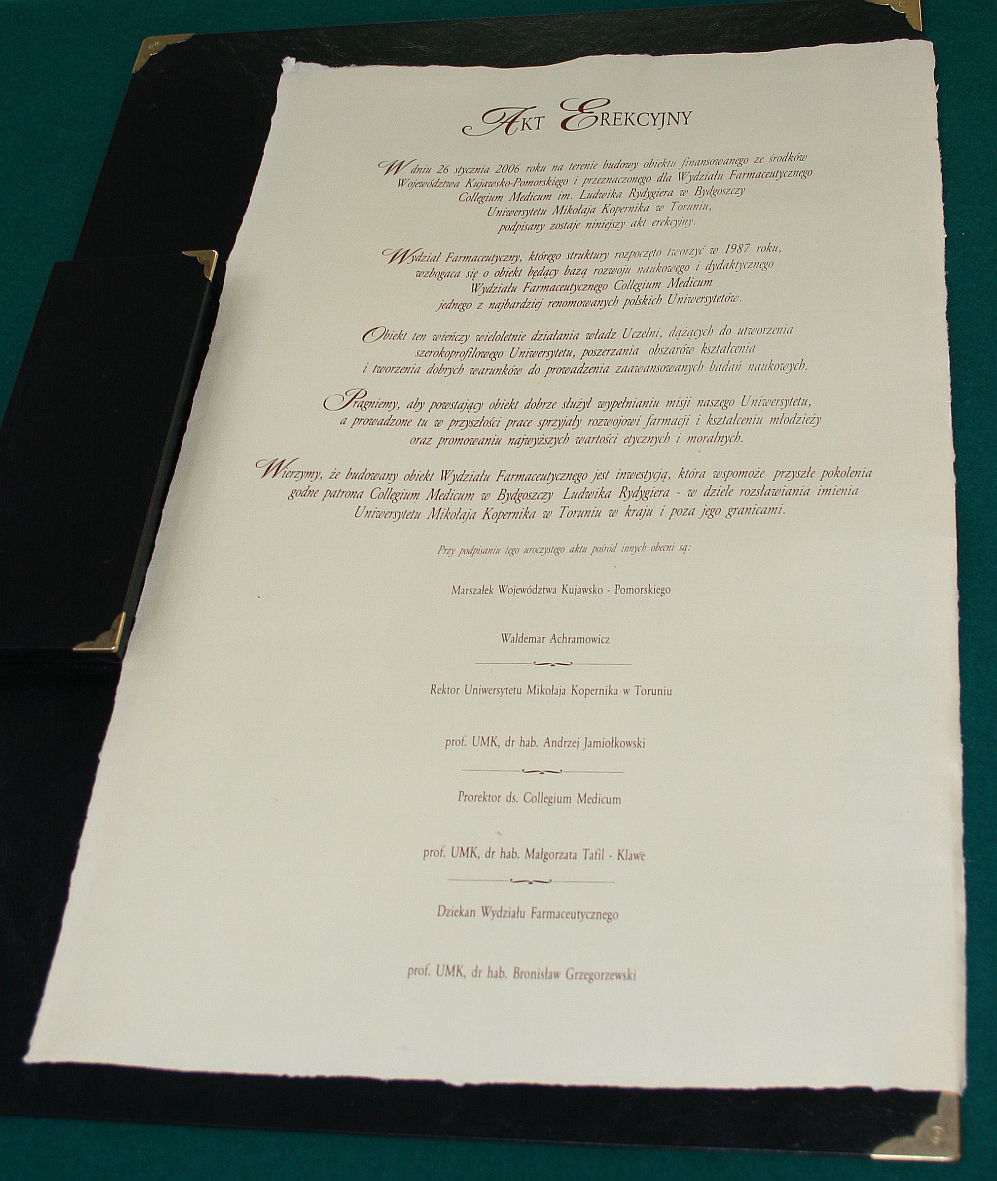 Akt Erekcyjny
W dniu 26 stycznia 2006 roku na terenie budowy obiektu finansowanego ze środków
Województwa Kujawsko-Pomorskiego i przeznaczonego dla Wydziału Farmaceutycznego
Collegium Medicum im. Ludwika Rydygiera w Bydgoszczy
Uniwersytetu Mikołaja Kopernika w Toruniu,
podpisany zostaje niniejszy akt erekcyjny.
Wydział Farmaceutyczny, którego struktury rozpoczęto tworzyć w 1987 roku,
wzbogaca się o obiekt będący bazą rozwoju naukowego i dydaktycznego
Wydziału Farmaceutycznego Collegium Medicum
jednego z najbardziej renomowanych polskich Uniwersytetów.
Obiekt ten wieńczy wieloletnie działania władz Uczelni, dążących do utworzenia
szerokoprofilowego Uniwersytetu, poszerzania obszarów kształcenia
i tworzenia dobrych warunków do prowadzenia zaawansowanych badań naukowych.
Pragniemy, aby powstający obiekt dobrze służył wypełnianiu misji naszego Uniwersytetu,
a prowadzone tu w przyszłości prace sprzyjały rozwojowi farmacji i kształceniu młodzieży
oraz promowaniu najwyższych wartości etycznych i moralnych.
Wierzymy, że budowany obiekt Wydziału Farmaceutycznego jest inwestycją, która wspomoże przyszłe pokolenia
godne patrona Collegium Medicum w Bydgoszczy Ludwika Rydygiera - w dziele rozsławiania imienia
Uniwersytetu Mikołaja Kopernika w Toruniu w kraju i poza jego granicami.
Przy podpisaniu tego uroczystego aktu pośród innych obecni są:
Marszałek Województwa Kujawsko - Pomorskiego
Waldemar Achramowicz
Rektor Uniwersytetu Mikołaja Kopernika w Toruniu
prof. UMK, dr hab. Andrzej Jamiołkowski
Prorektor ds. Collegium Medicum
prof. UMK, dr hab. Małgorzata Tafil - Klawe
Dziekan Wydziału Farmaceutycznego
prof. UMK, dr hab. Bronisław Grzegorzewski